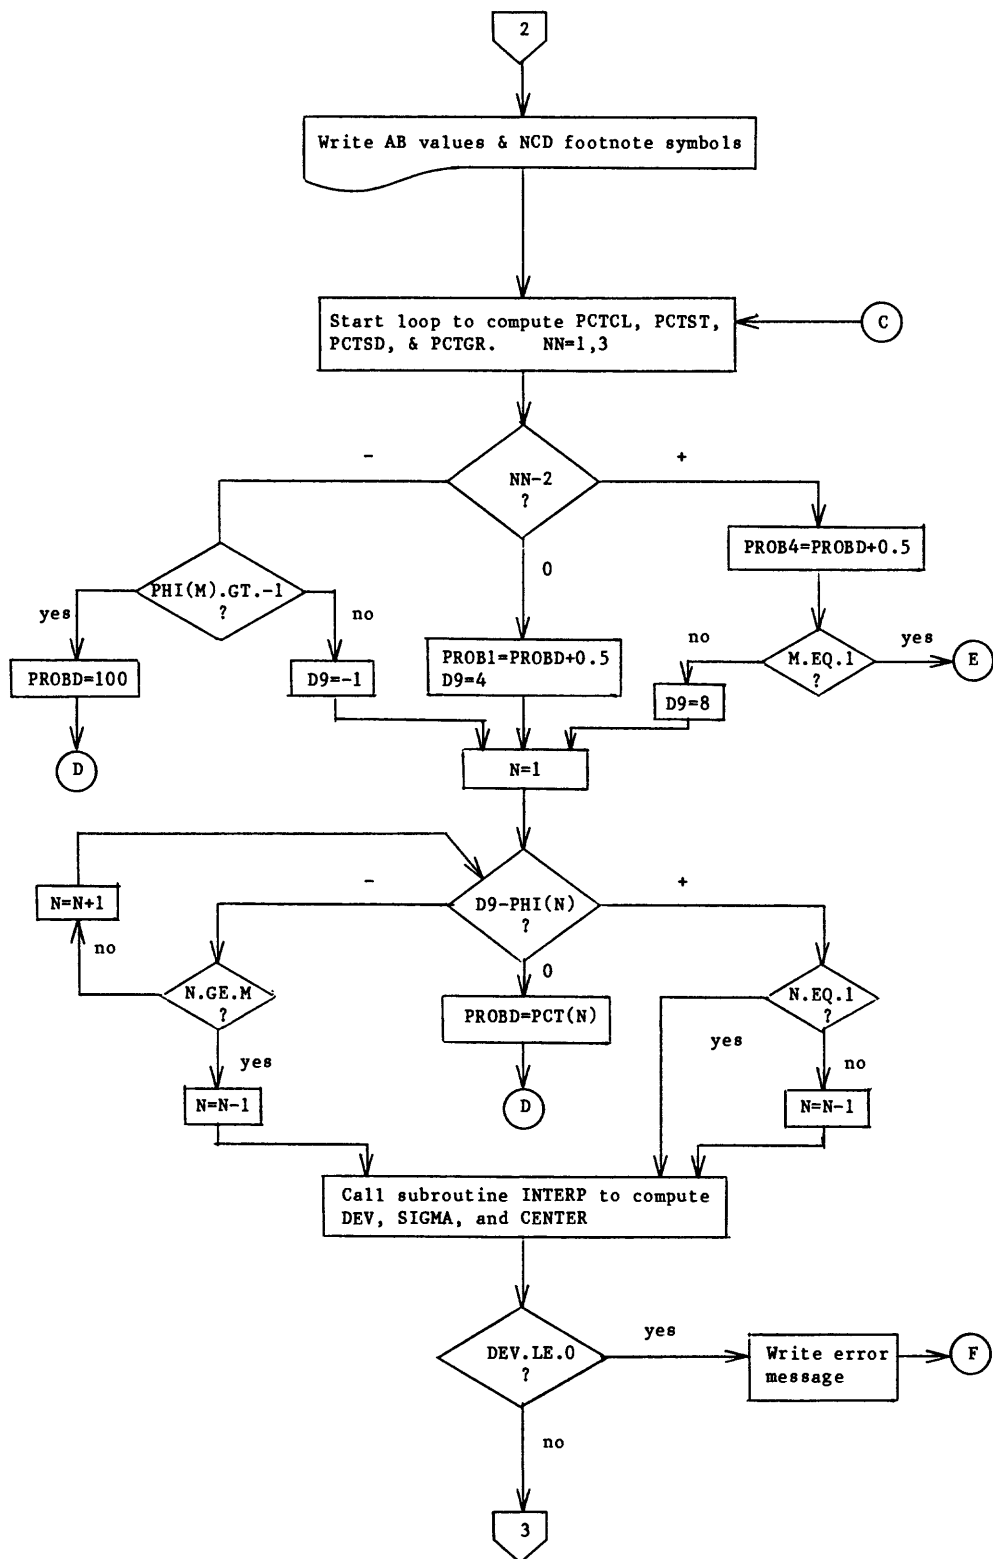 2
Write AB values & NCD footnote symbols
Start loop to compute PCTCL, PCTST,
PCTSD, & PCTGR. NN=1,3
C
-
NN-2
?
+
0
PROB4=PROBD+0.5
PHI(M).GT.-1
?
yes
no
PROBD=100
D9=-1
PROB1=PROBD+0.5
D9=4
no
M.EQ.1
?
yes
E
D9=8
D
N=1
-
D9-PHI(N)
?
+
N=N+1
no
N.GE.M
?
0
PROBD=PCT(N)
N.EQ.1
?
yes
yes
no
N=N-1
D
N=N-1
Call subroutine INTERP to compute
DEV, SIGMA, and CENTER
DEV.LE.0
?
yes
Write error
message
F
no
3